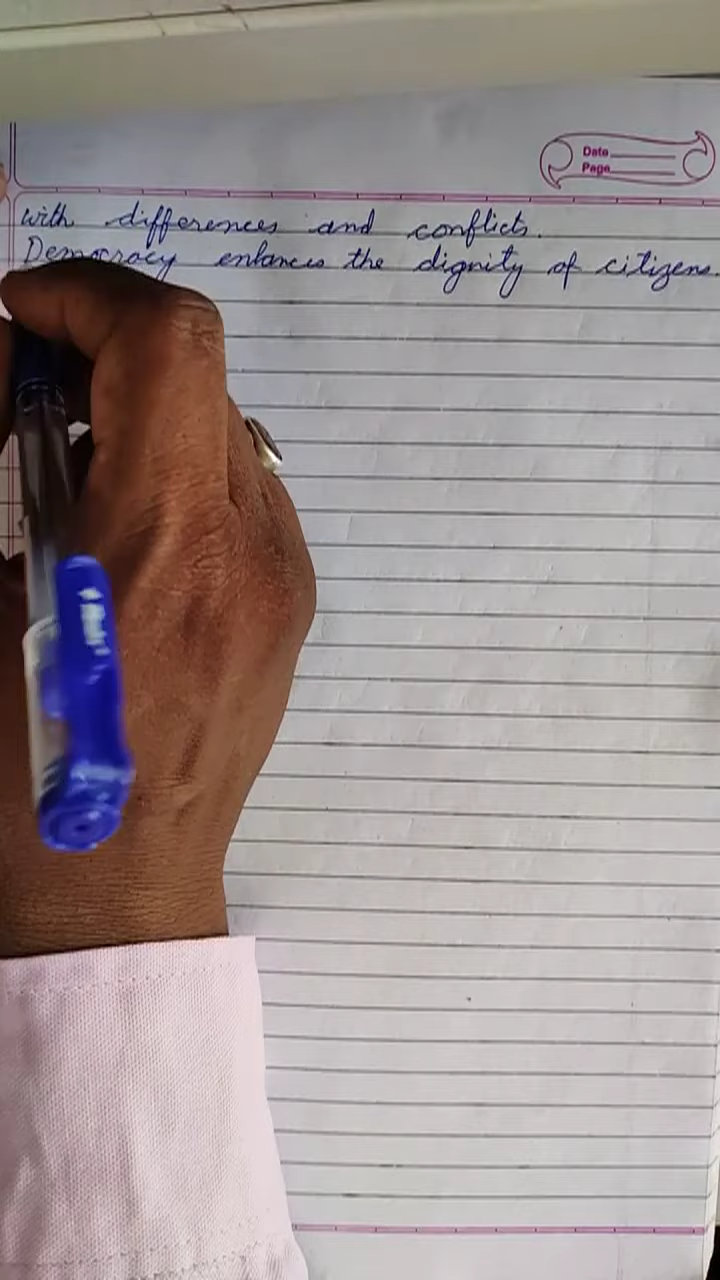 Date
Page
with differences and conflicts.
Democracy enhances the dignity of citizens.